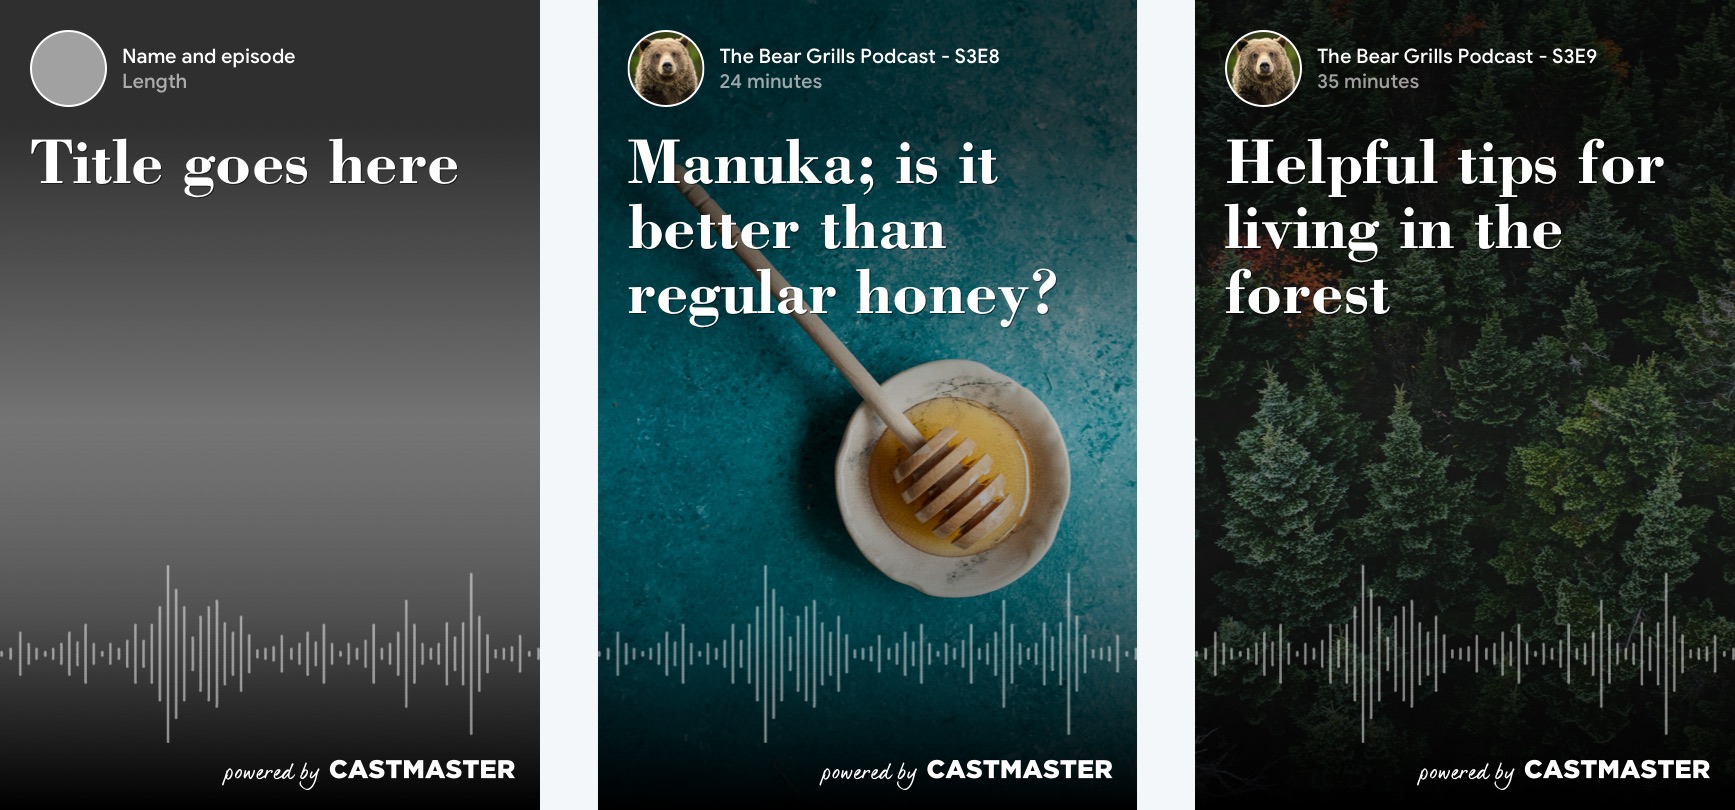 Name and episode
Length
Title goes here
powered by CASTMASTER
The Bear Grills Podcast - S3E8
24 minutes
Manuka; is it
better than
regular honey?
powered by CASTMASTER
The Bear Grills Podcast - S3E9
35 minutes
Helpful tips for
living in the
forest
powered by CASTMASTER